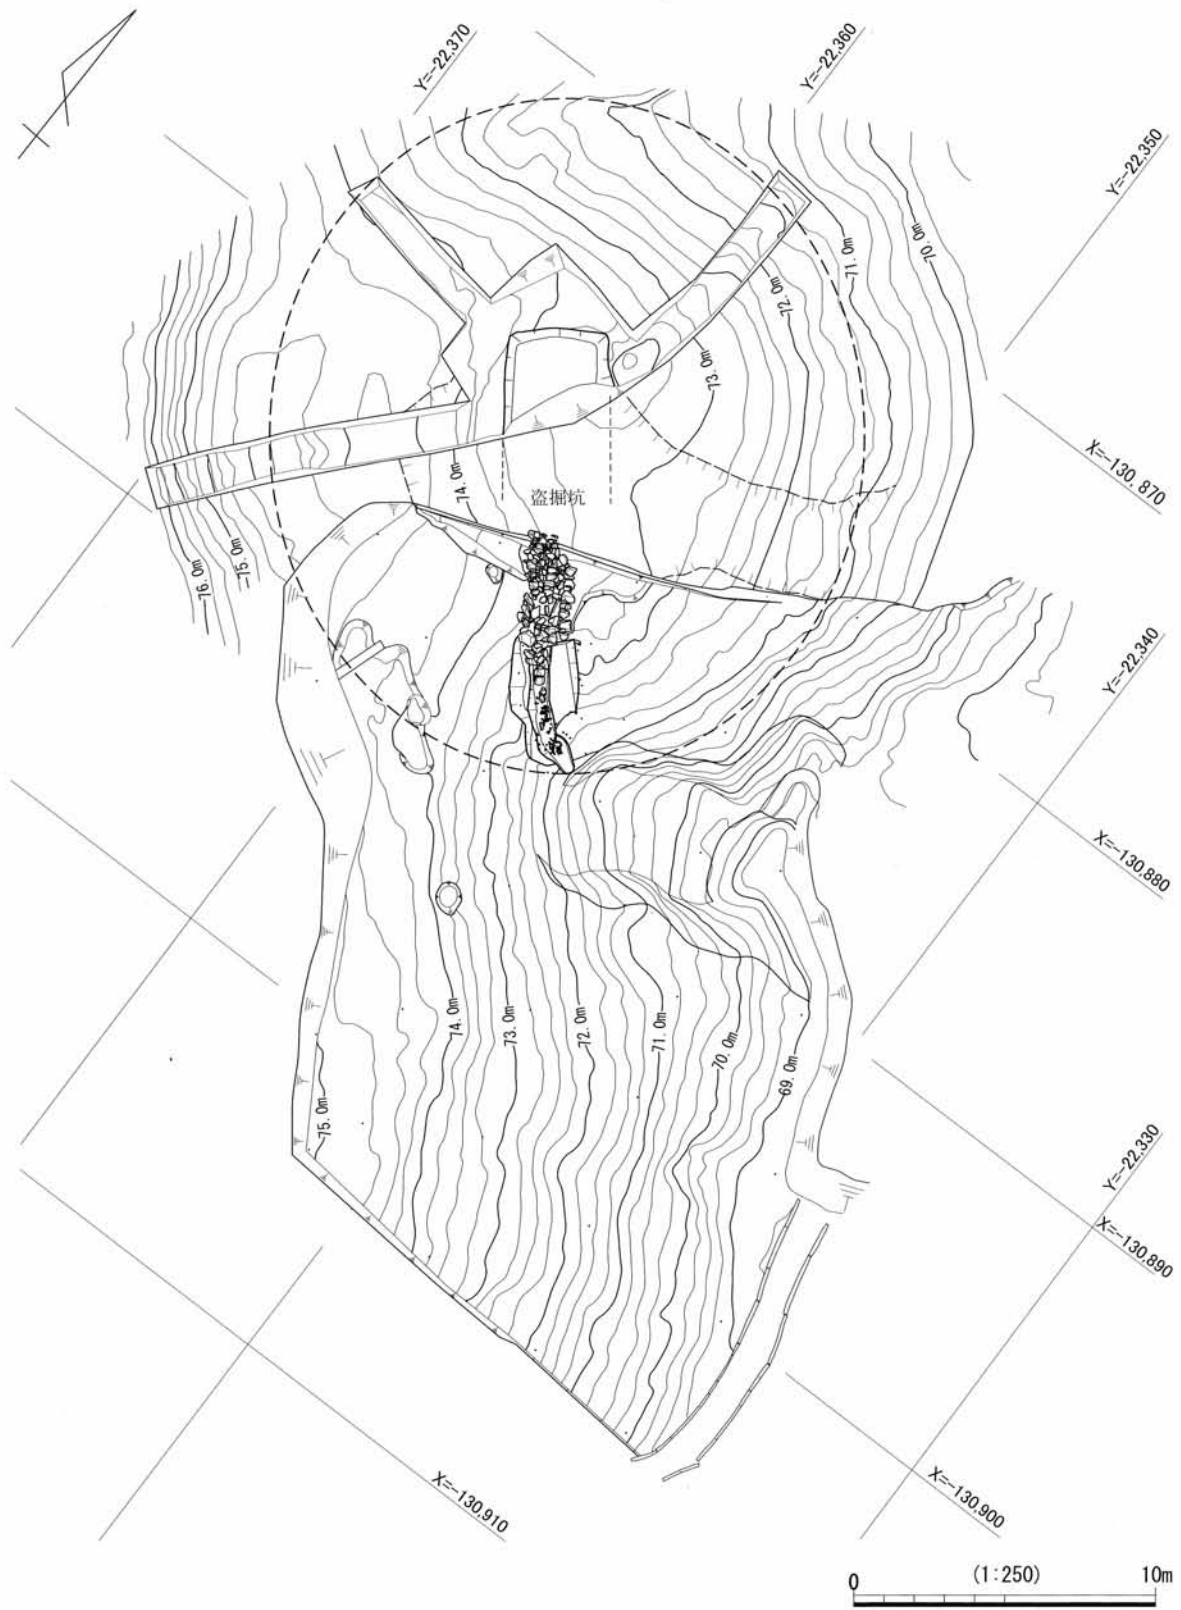 Y=-22,370
Y=-22,360
Y=-22,350
70.0m
71.0m
72.0m
73.0m
X=-130,870
74.0m
盗掘坑
75.0m
76.0m
Y=-22,340
X=-130,880
74.0m
73.0m
72.0m
71.0m
70.0m
69.0m
75.0m
Y=-22,330
X=-130,890
X=-130,910
X=-130,900
0 (1:250) 10m